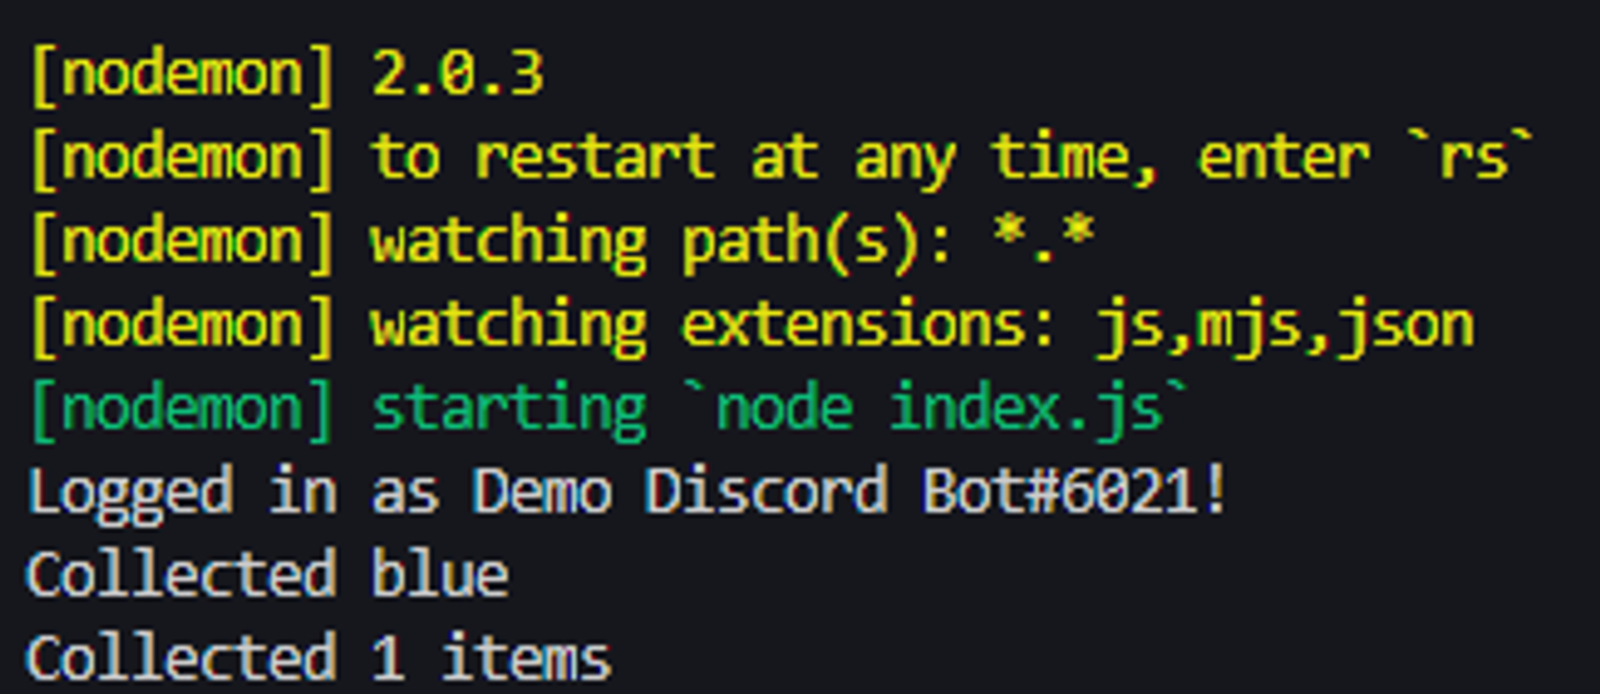 [nodemon] 2.0.3
[nodemon] to restart at any time, enter `rs`
[nodemon] watching path(s): *.*
[nodemon] watching extensions: js,mjs,json
[nodemon] starting `node index.js`
Logged in as Demo Discord Bot#6021!
Collected blue
Collected 1 items